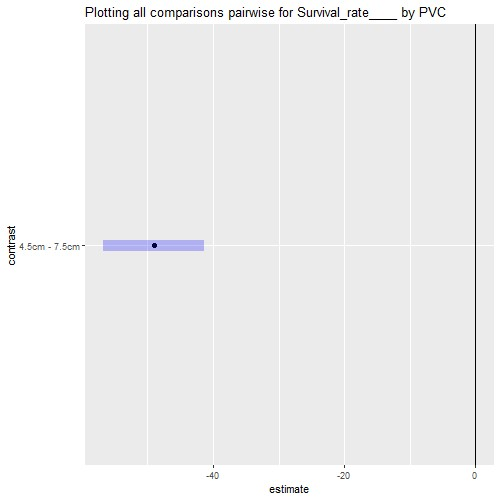 Plotting all comparisons pairwise for Survival_rate____ by PVC
contrast
4.5cm - 7.5cm
-40
-20
0
estimate